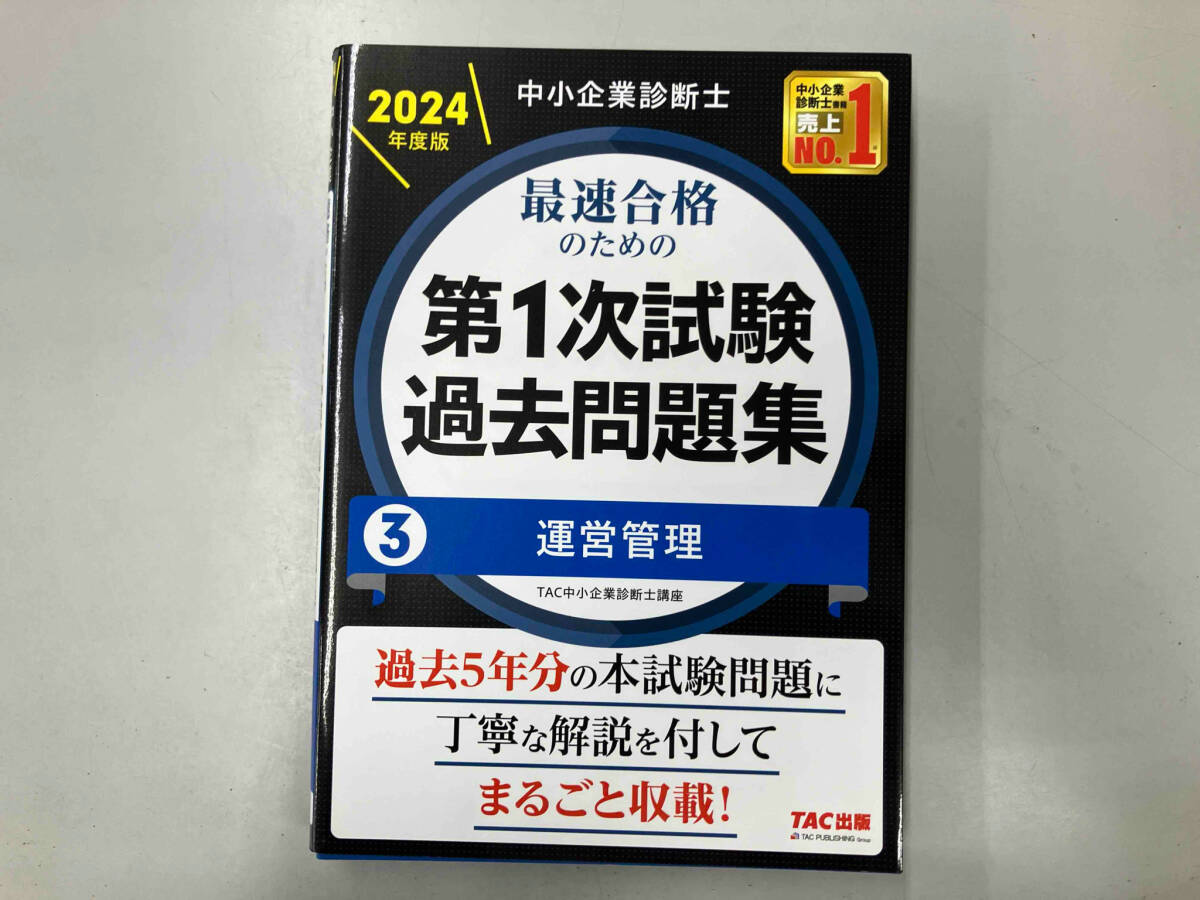 2024
年度版
中小企業診断士
中小企業
診断士書籍
売上
NO.1
最速合格
のための
第1次試験
過去問題集
3 運営管理
TAC中小企業診断士講座
過去5年分の本試験問題に
丁寧な解説を付して
まるごと収載!
TAC出版
TAC PUBLISHING Group